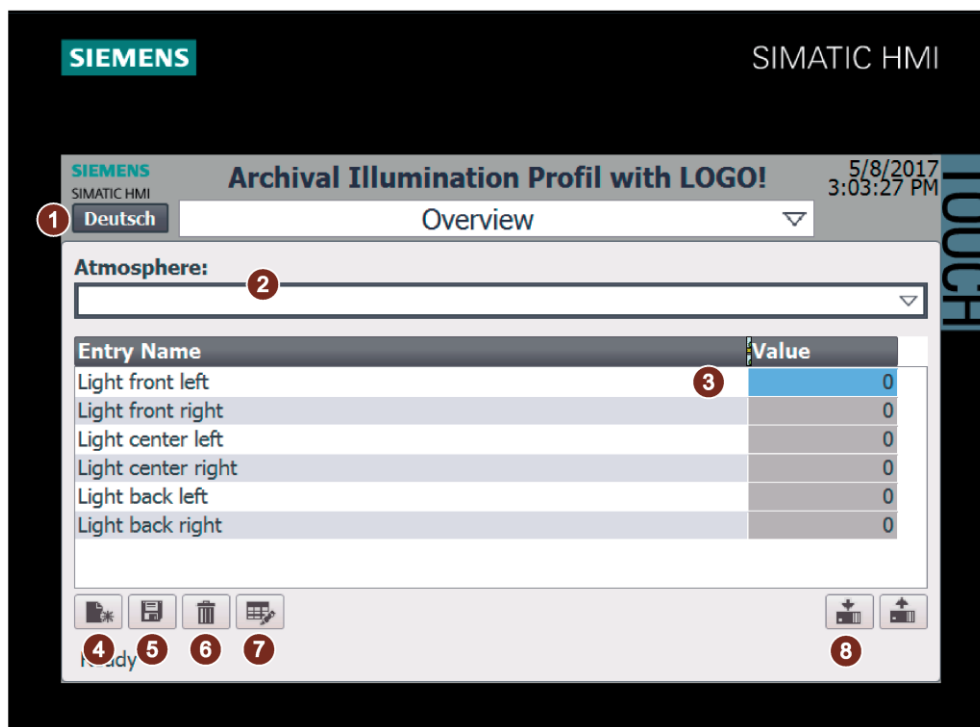 SIEMENS
SIMATIC HMI
TOUCH
SIEMENS
SIMATIC HMI
Archival Illumination Profil with LOGO!
5/8/2017
3:03:27 PM
1
Deutsch
Overview
Atmosphere:
2
Entry Name Value
Light front left 3 0
Light front right 0
Light center left 0
Light center right 0
Light back left 0
Light back right 0
4 5 6 7 8